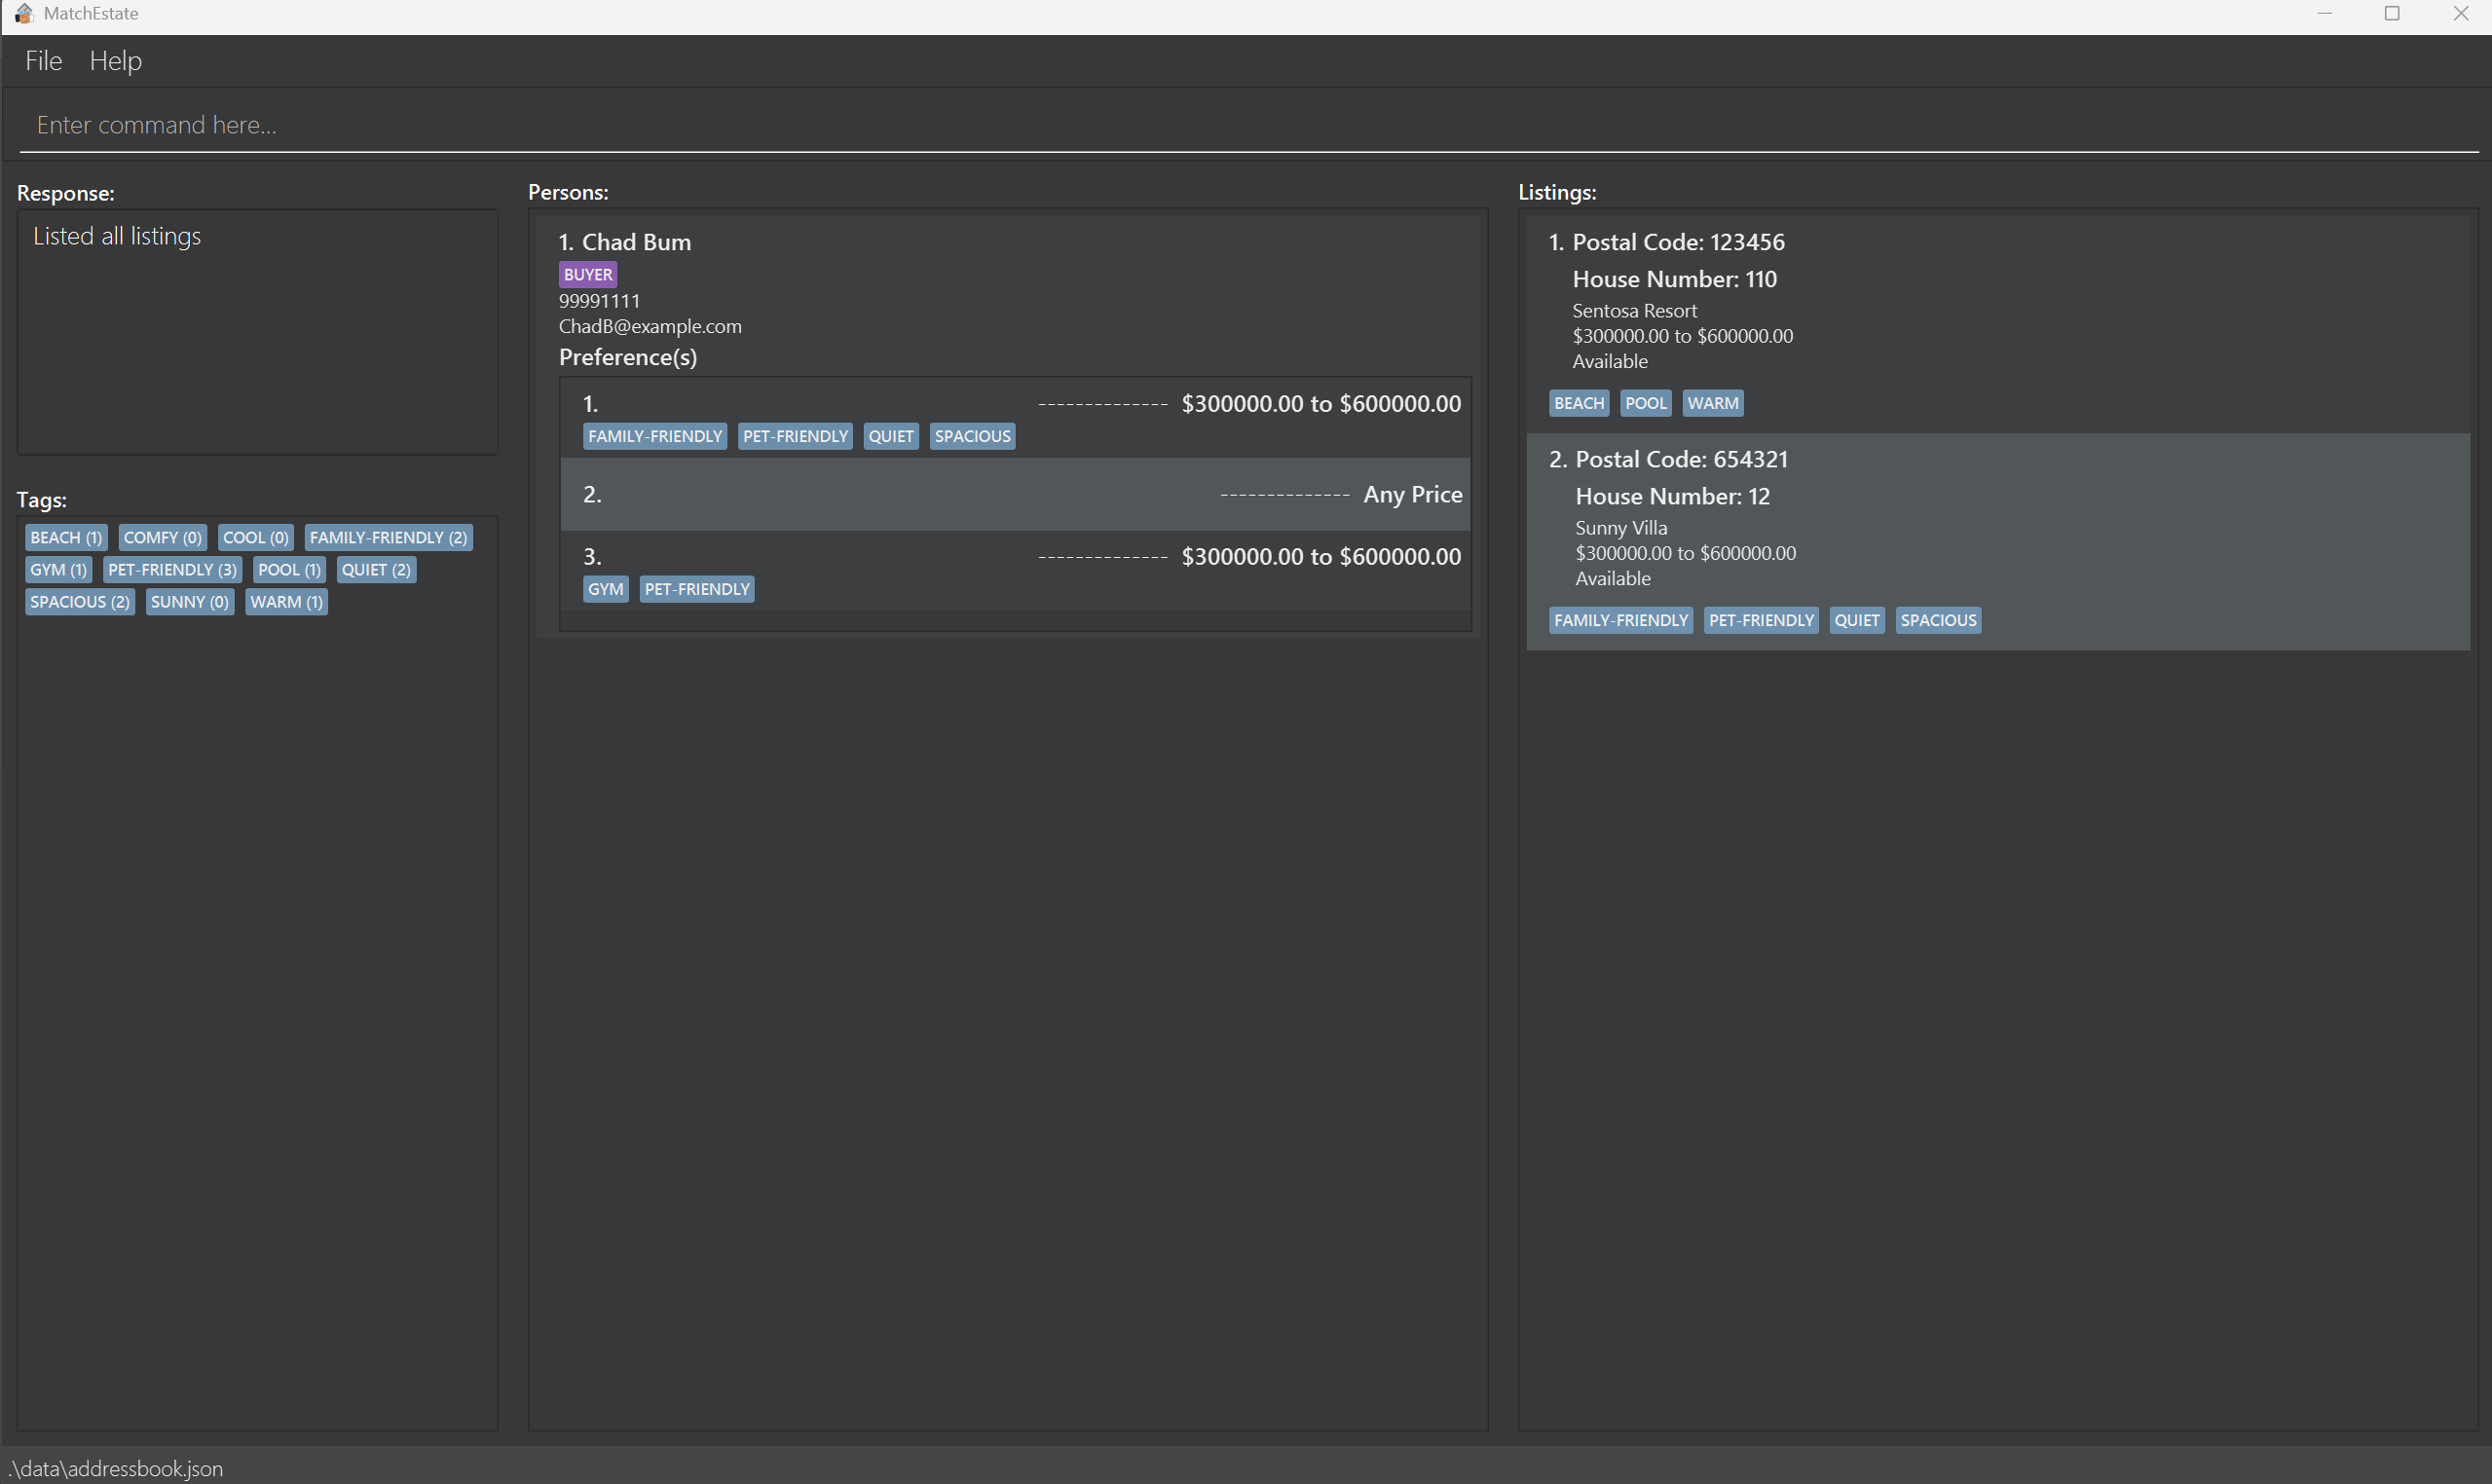 MatchEstate
File Help
Enter command here...
Response:
Listed all listings
Tags:
BEACH (1) COMFY (0) COOL (0) FAMILY-FRIENDLY (2)
GYM (1) PET-FRIENDLY (3) POOL (1) QUIET (2)
SPACIOUS (2) SUNNY (0) WARM (1)
Persons:
1. Chad Bum
BUYER
99991111
ChadB@example.com
Preference(s)
1. -------------- $300000.00 to $600000.00
FAMILY-FRIENDLY PET-FRIENDLY QUIET SPACIOUS
2. -------------- Any Price
3. -------------- $300000.00 to $600000.00
GYM PET-FRIENDLY
Listings:
1. Postal Code: 123456
House Number: 110
Sentosa Resort
$300000.00 to $600000.00
Available
BEACH POOL WARM
2. Postal Code: 654321
House Number: 12
Sunny Villa
$300000.00 to $600000.00
Available
FAMILY-FRIENDLY PET-FRIENDLY QUIET SPACIOUS
.\data\addressbook.json